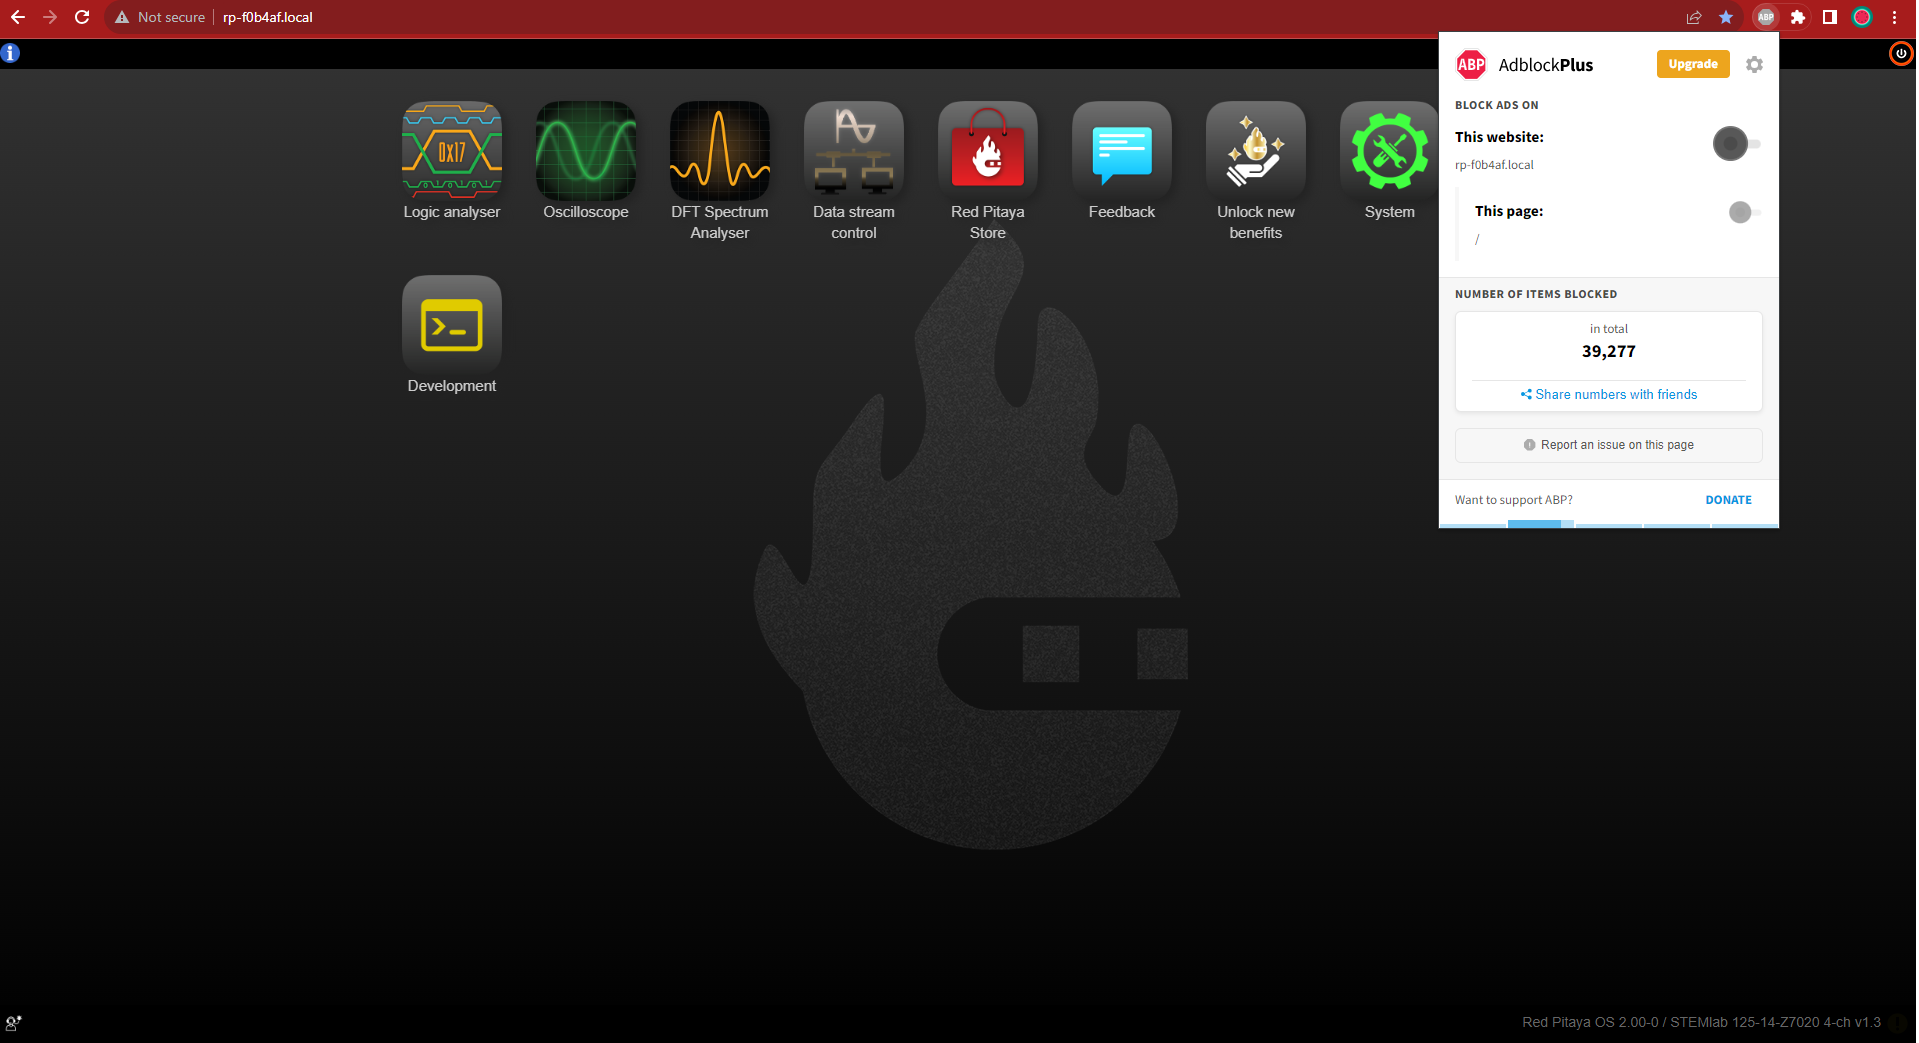 Not secure
rp-f0b4af.local
ABP
ABP AdblockPlus
Upgrade
BLOCK ADS ON
This website:
rp-f0b4af.local
This page:
/
NUMBER OF ITEMS BLOCKED
in total
39,277
Share numbers with friends
Report an issue on this page
Want to support ABP?
DONATE
0x17
Logic analyser
Oscilloscope
DFT Spectrum
Analyser
Data stream
control
Red Pitaya
Store
Feedback
Unlock new
benefits
System
Development
Red Pitaya OS 2.00-0 / STEMlab 125-14-Z7020 4-ch v1.3